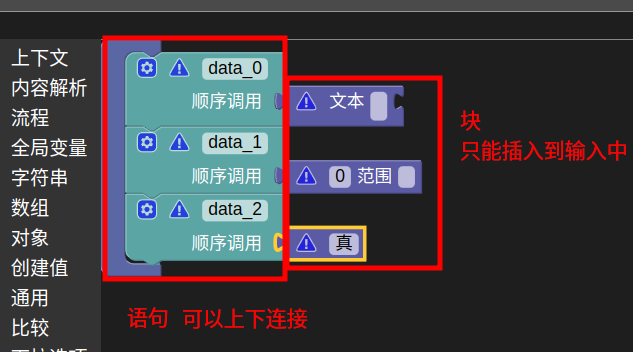 上下文
内容解析
流程
全局变量
字符串
数组
对象
创建值
通用
比较
data_0
顺序调用 文本
data_1
顺序调用 0 范围
data_2
顺序调用 真
块
只能插入到输入中
语句 可以上下连接